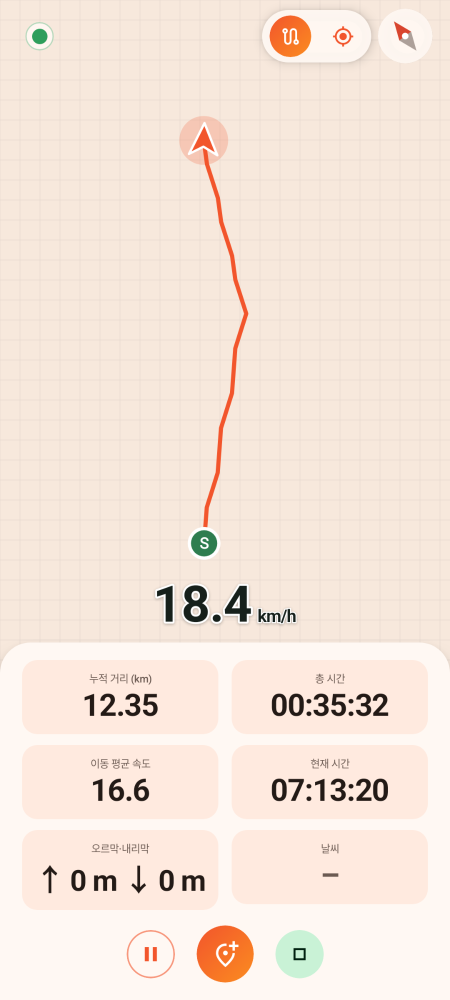 S
18.4 km/h
누적 거리 (km)
12.35
총 시간
00:35:32
이동 평균 속도
16.6
현재 시간
07:13:20
오르막·내리막
↑ 0 m ↓ 0 m
날씨
–